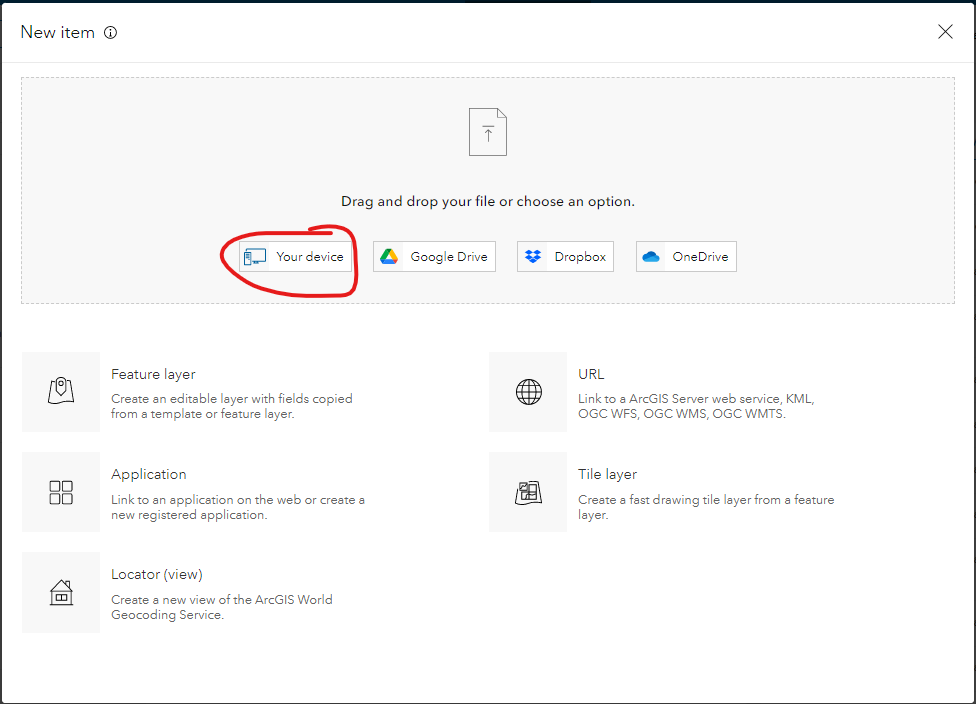 New item
Drag and drop your file or choose an option.
Your device
Google Drive
Dropbox
OneDrive
Feature layer
Create an editable layer with fields copied
from a template or feature layer.
URL
Link to a ArcGIS Server web service, KML,
OGC WFS, OGC WMS, OGC WMTS.
Application
Link to an application on the web or create a
new registered application.
Tile layer
Create a fast drawing tile layer from a feature
layer.
Locator (view)
Create a new view of the ArcGIS World
Geocoding Service.